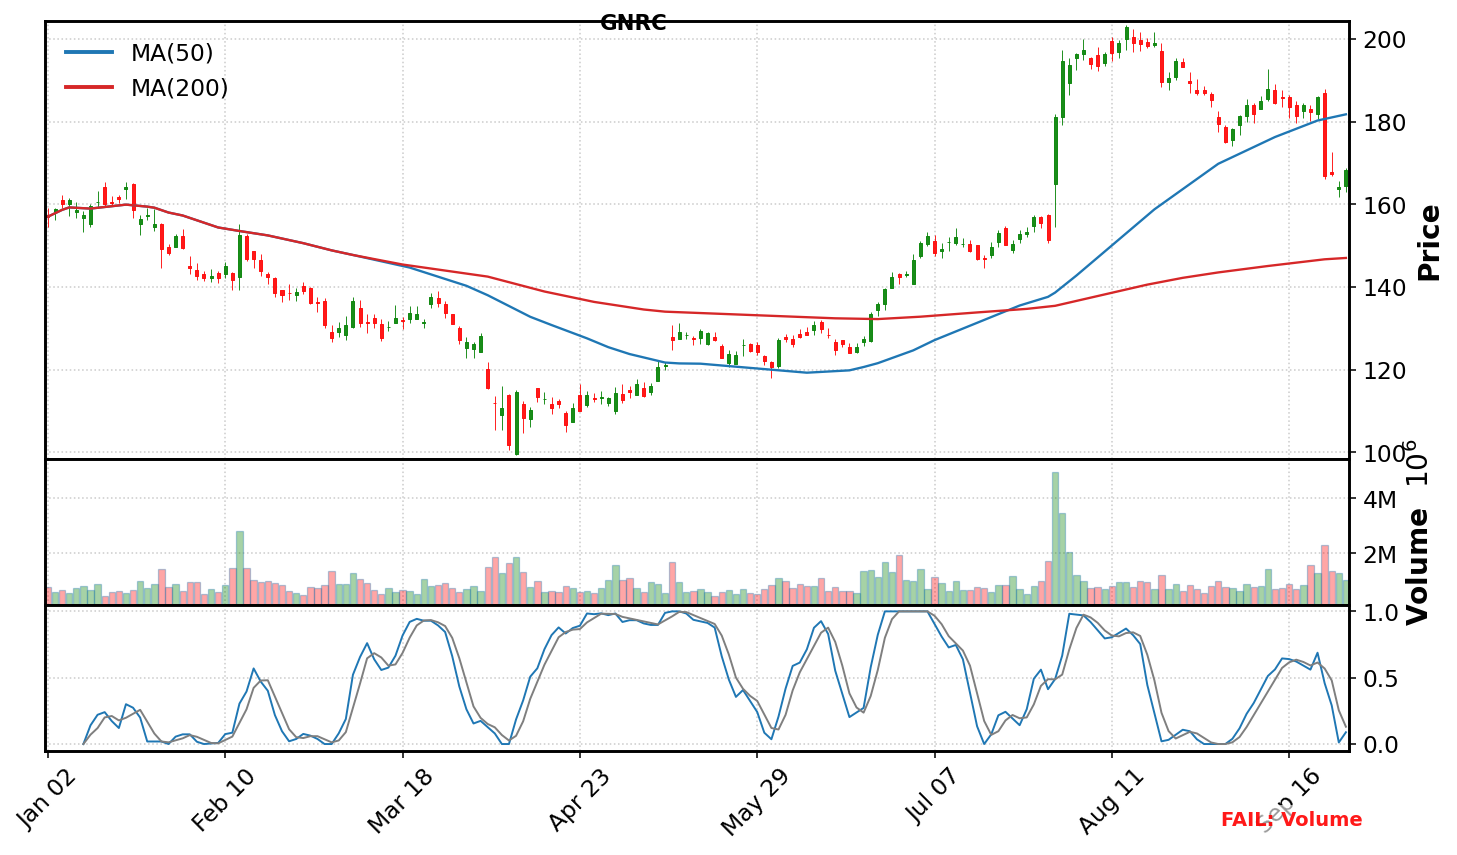 GNRC
MA(50)
MA(200)
200
180
160
140
120
100
Price
10^6
4M
2M
Volume
1.0
0.5
0.0
Jan 02
Feb 10
Mar 18
Apr 23
May 29
Jul 07
Aug 11
Sep 16
FAIL: Volume